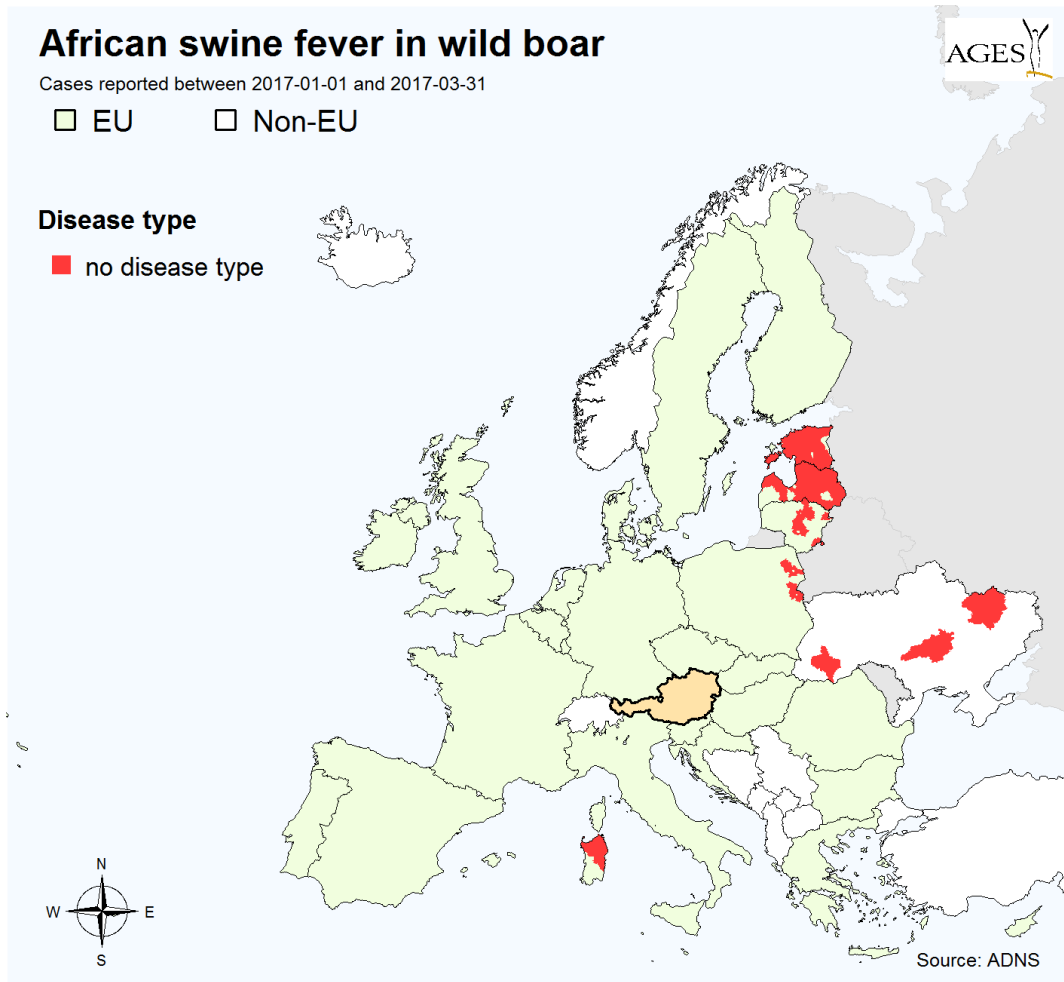 African swine fever in wild boar
AGES
Cases reported between 2017-01-01 and 2017-03-31
EU Non-EU
Disease type
no disease type
N
W E
S
Source: ADNS